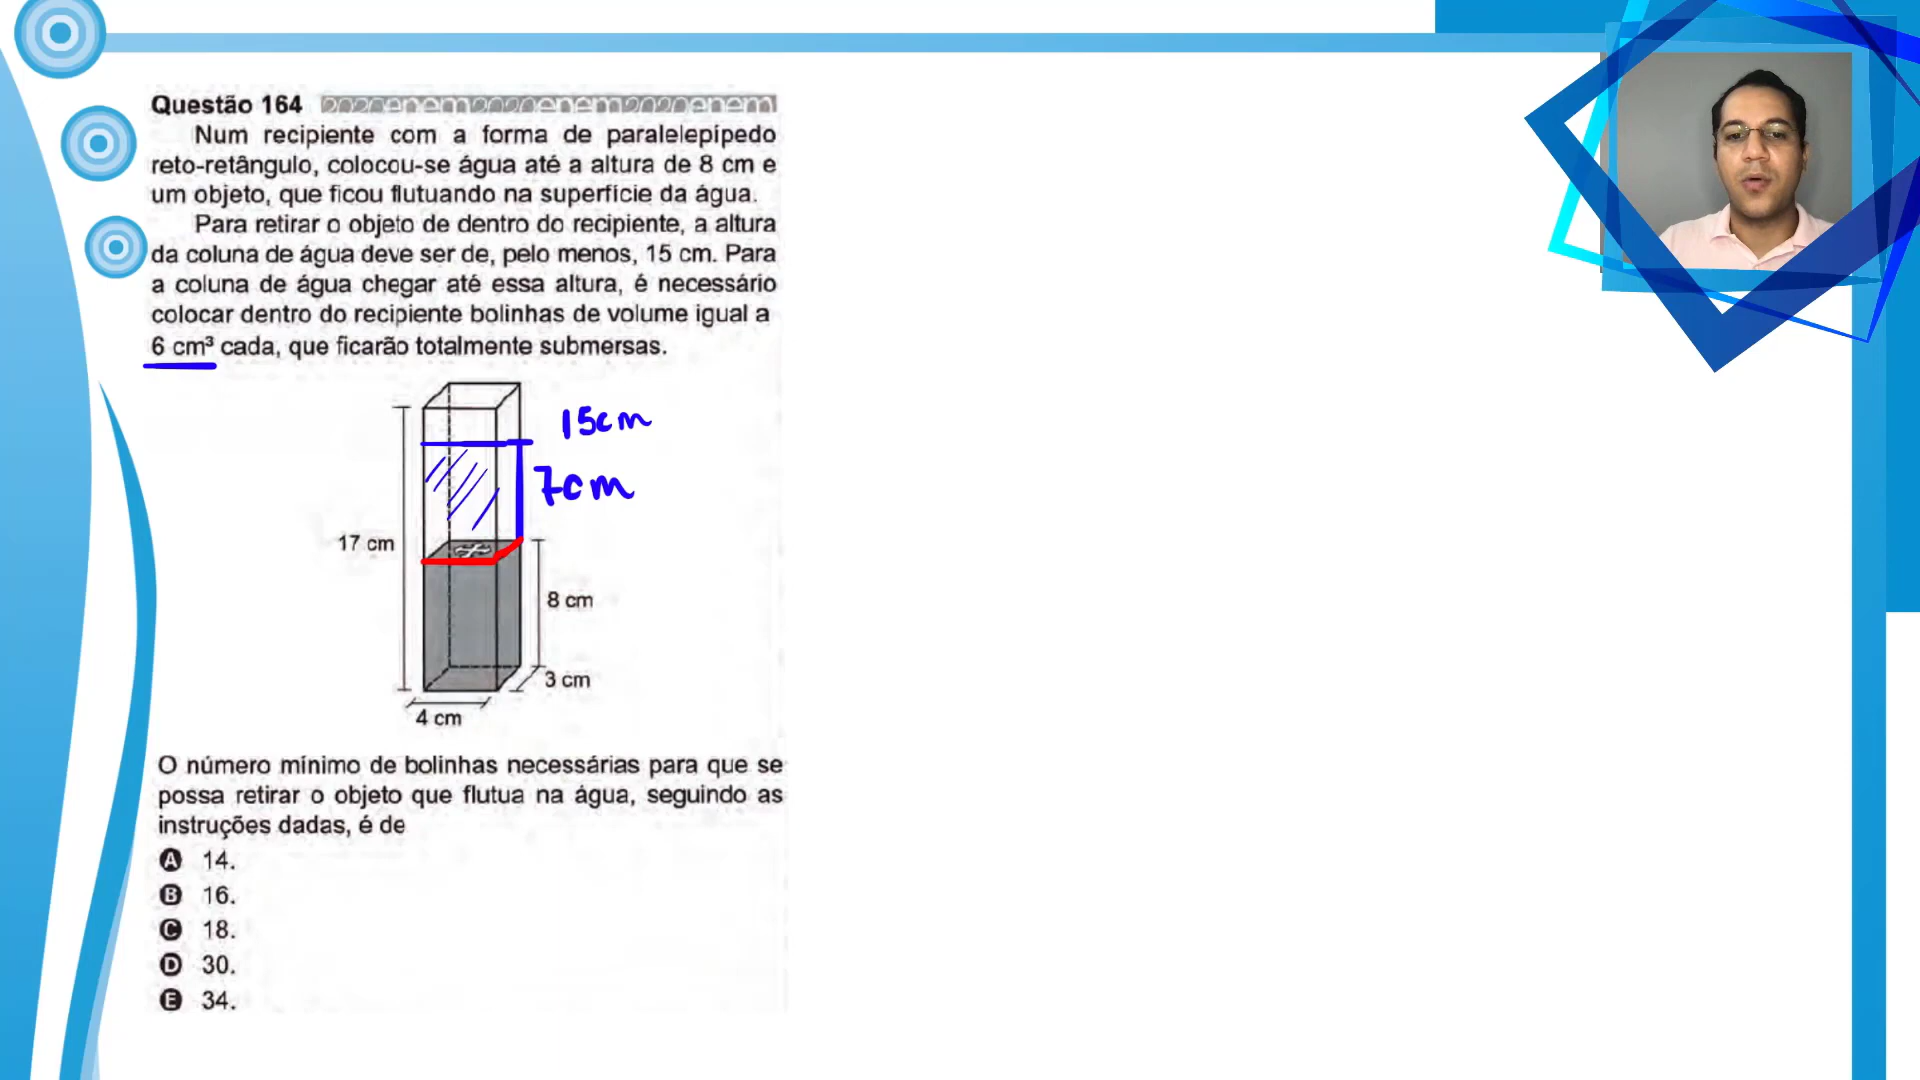 Questão 164 2020enem2020enem2020enem
Num recipiente com a forma de paralelepípedo
reto-retângulo, colocou-se água até a altura de 8 cm e
um objeto, que ficou flutuando na superfície da água.
Para retirar o objeto de dentro do recipiente, a altura
da coluna de água deve ser de, pelo menos, 15 cm. Para
a coluna de água chegar até essa altura, é necessário
colocar dentro do recipiente bolinhas de volume igual a
6 cm³ cada, que ficarão totalmente submersas.
15cm
7cm
17 cm
8 cm
3 cm
4 cm
O número mínimo de bolinhas necessárias para que se
possa retirar o objeto que flutua na água, seguindo as
instruções dadas, é de
A 14.
B 16.
C 18.
D 30.
E 34.